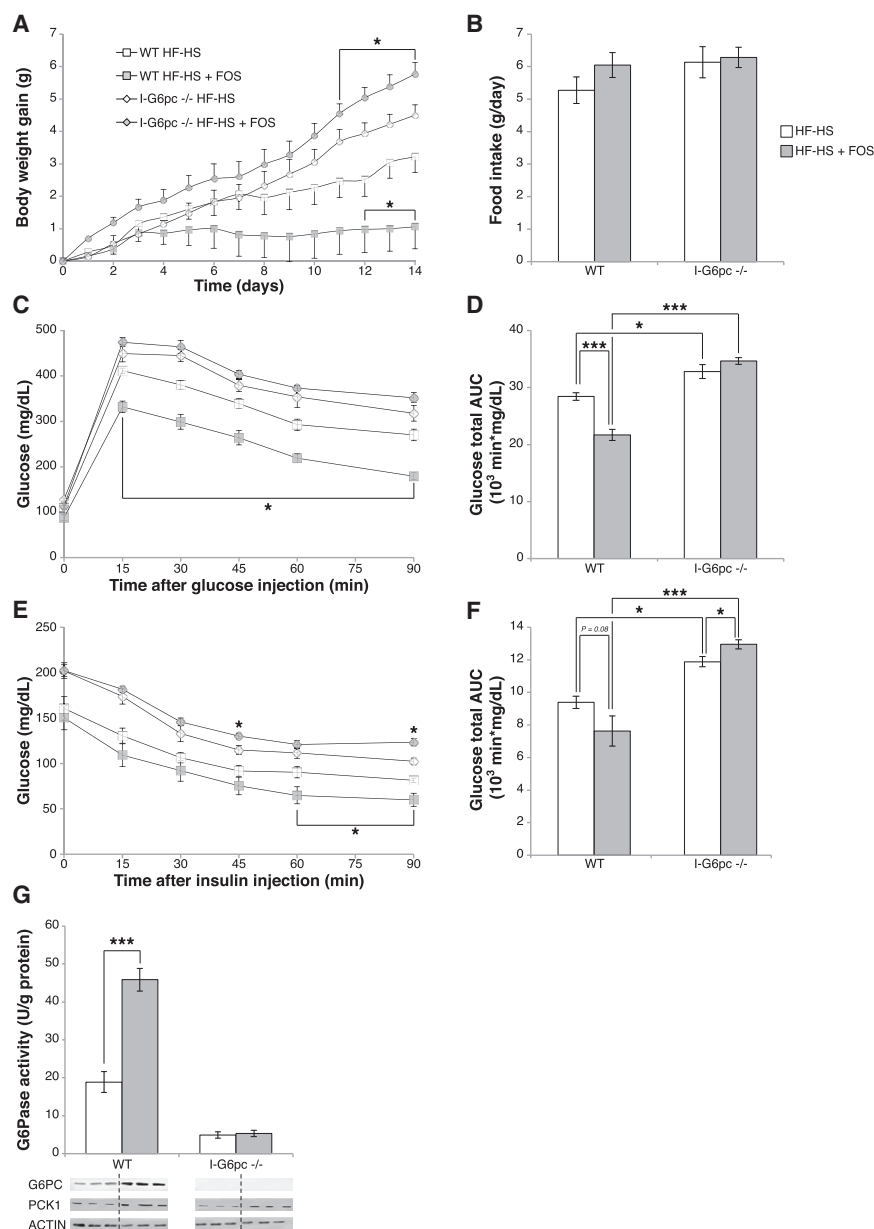 A
Body weight gain (g)
7
6
5
4
3
2
1
0
0 2 4 6 8 10 12 14
Time (days)
WT HF-HS
WT HF-HS + FOS
I-G6pc -/- HF-HS
I-G6pc -/- HF-HS + FOS
*
*
B
Food intake (g/day)
7
6
5
4
3
2
1
0
WT I-G6pc -/-
HF-HS
HF-HS + FOS
C
Glucose (mg/dL)
500
400
300
200
100
0
0 15 30 45 60 75 90
Time after glucose injection (min)
*
D
Glucose total AUC
(10³ min*mg/dL)
40
30
20
10
0
WT I-G6pc -/-
***
*
***
E
Glucose (mg/dL)
250
200
150
100
50
0
0 15 30 45 60 75 90
Time after insulin injection (min)
*
*
*
F
Glucose total AUC
(10³ min*mg/dL)
14
12
10
8
6
4
2
0
WT I-G6pc -/-
***
*
*
P = 0.08
G
G6Pase activity (U/g protein)
60
50
40
30
20
10
0
***
WT I-G6pc -/-
G6PC
PCK1
ACTIN